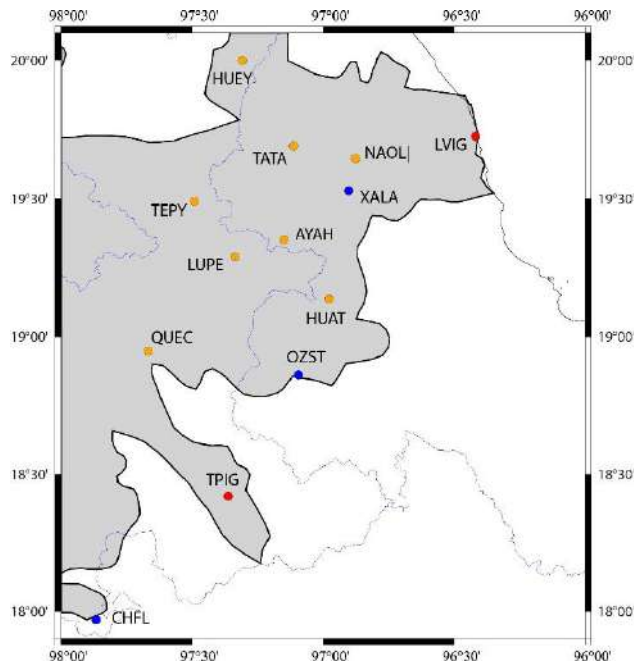 98°00'
97°30'
97°00'
96°30'
96°00'
20°00'
20°00'
HUEY
LVIG
TATA
NAOL|
19°30'
XALA
19°30'
TEPY
AYAH
LUPE
HUAT
19°00'
QUEC
19°00'
OZST
18°30'
18°30'
TPIG
18°00'
CHFL
18°00'
98°00'
97°30'
97°00'
96°30'
96°00'